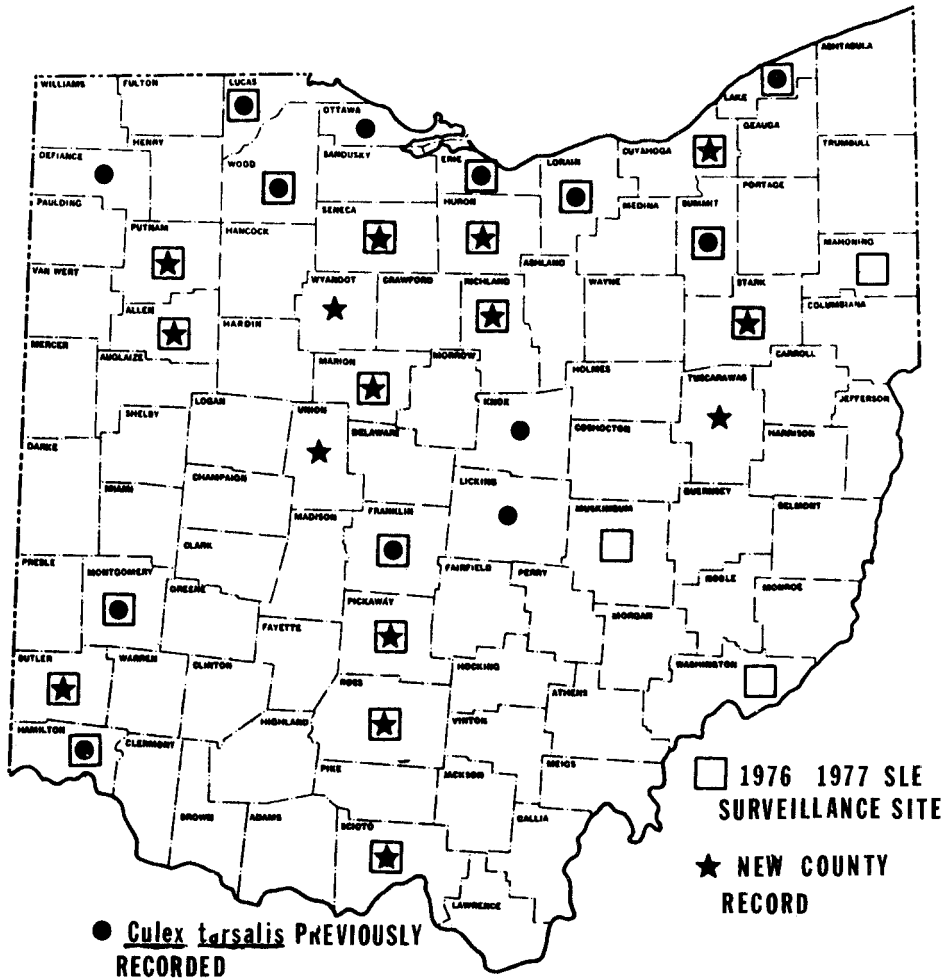 ASHTABULA
WILLIAMS FULTON LUCAS
LAKE
OTTAWA
GEAUGA
HENRY
CUYAHOGA TRUMBULL
DEFIANCE WOOD SANDUSKY ERIE LORAIN
PORTAGE
PAULDING SENECA HURON MEDINA SUMMIT
PUTNAM HANCOCK
MAHONING
VAN WERT ASHLAND
WYANDOT CRAWFORD RICHLAND WAYNE STARK
ALLEN COLUMBIANA
HARDIN
MERCER AUGLAIZE MARION MORROW CARROLL
HOLMES TUSCARAWAS
LOGAN UNION KNOX JEFFERSON
SHELBY DELAWARE COSHOCTON HARRISON
DARKE
CHAMPAIGN LICKING
MIAMI GUERNSEY
MADISON FRANKLIN MUSKINGUM BELMONT
CLARK
PREBLE MONTGOMERY FAIRFIELD PERRY NOBLE MONROE
GREENE
PICKAWAY MORGAN
FAYETTE
BUTLER WARREN CLINTON HOCKING WASHINGTON
ROSS ATHENS
HIGHLAND VINTON
HAMILTON CLERMONT
PIKE JACKSON MEIGS
BROWN ADAMS SCIOTO GALLIA
LAWRENCE
1976 1977 SLE
SURVEILLANCE SITE
NEW COUNTY
RECORD
Culex tarsalis PREVIOUSLY
RECORDED